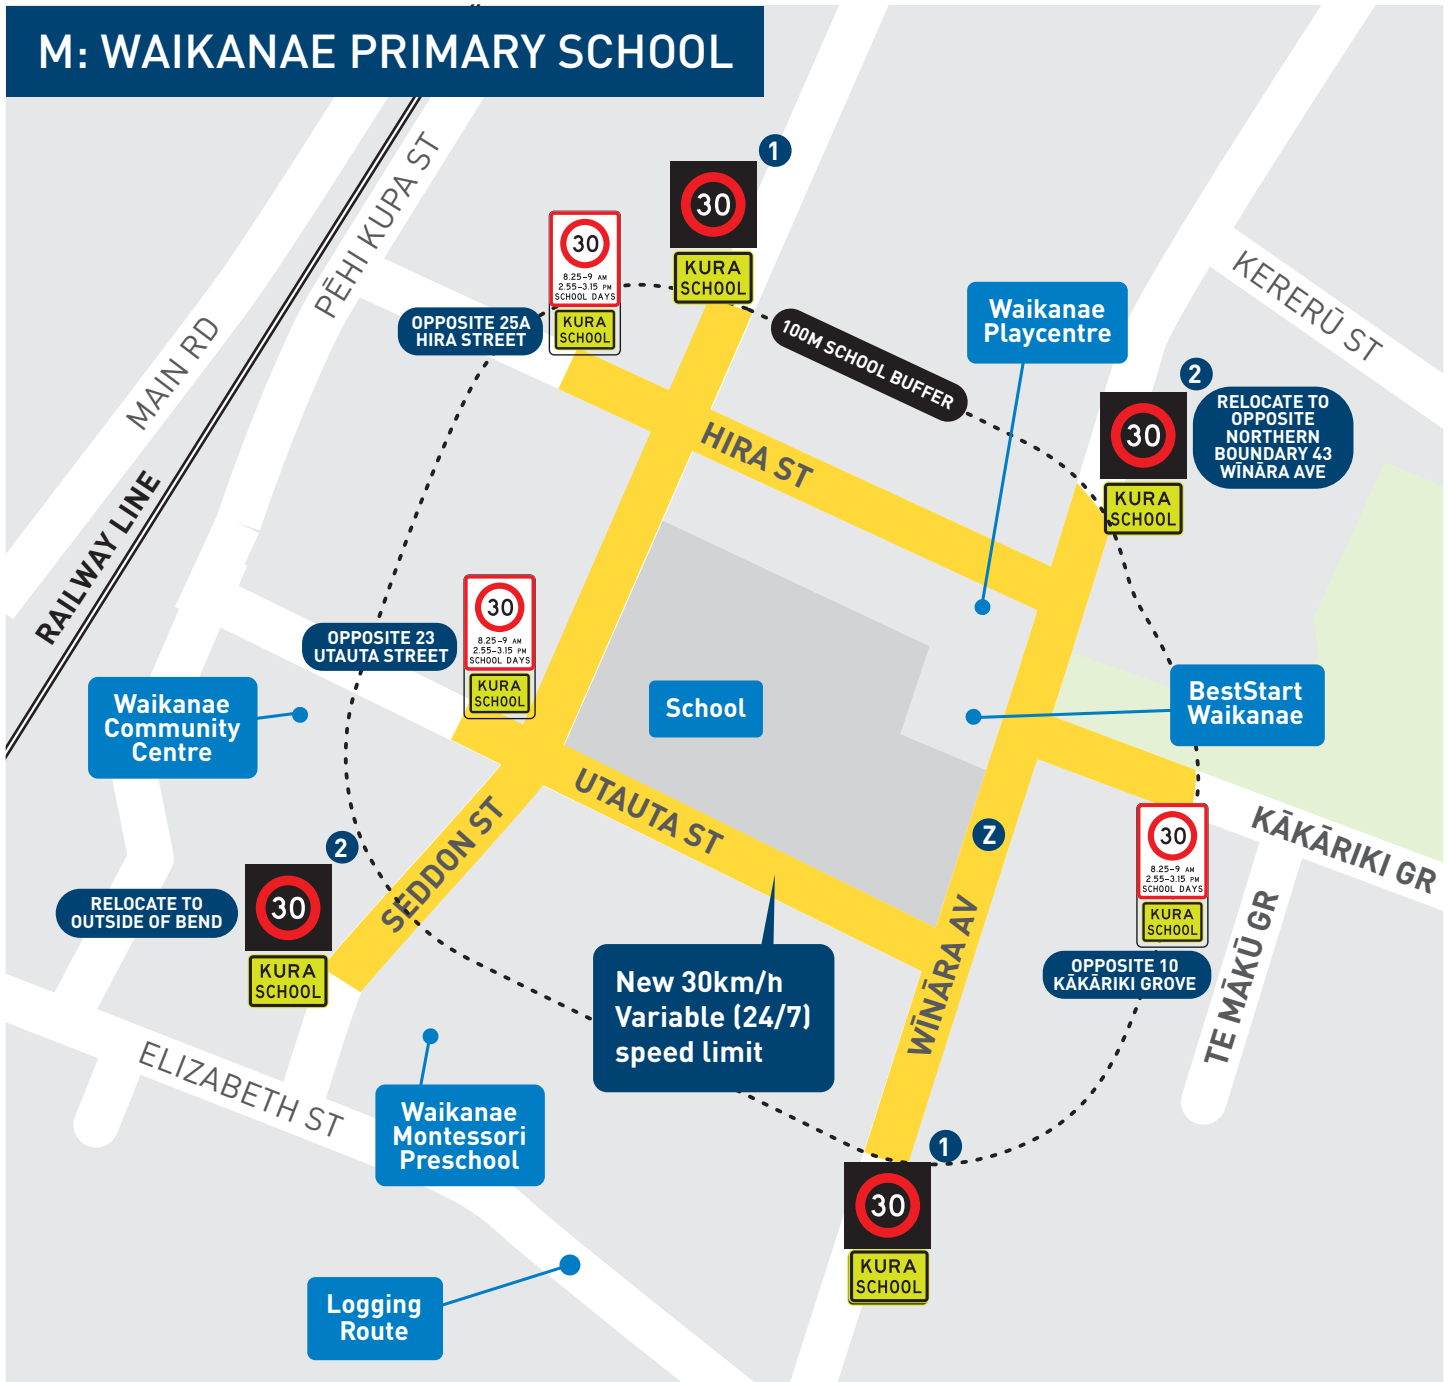 M: WAIKANAE PRIMARY SCHOOL
1
30
KURA
SCHOOL
30
8.25-9 AM
2.55-3.15 PM
SCHOOL DAYS
KURA
SCHOOL
OPPOSITE 25A
HIRA STREET
PĒHI KUPA ST
MAIN RD
RAILWAY LINE
100M SCHOOL BUFFER
Waikanae
Playcentre
KERERŪ ST
2
30
KURA
SCHOOL
RELOCATE TO
OPPOSITE
NORTHERN
BOUNDARY 43
WĪNĀRA AVE
HIRA ST
30
8.25-9 AM
2.55-3.15 PM
SCHOOL DAYS
KURA
SCHOOL
OPPOSITE 23
UTAUTA STREET
Waikanae
Community
Centre
School
BestStart
Waikanae
UTAUTA ST
SEDDON ST
Z
WĪNĀRA AV
KĀKĀRIKI GR
30
8.25-9 AM
2.55-3.15 PM
SCHOOL DAYS
KURA
SCHOOL
OPPOSITE 10
KĀKĀRIKI GROVE
TE MĀKŪ GR
2
30
KURA
SCHOOL
RELOCATE TO
OUTSIDE OF BEND
New 30km/h
Variable (24/7)
speed limit
ELIZABETH ST
Waikanae
Montessori
Preschool
1
30
KURA
SCHOOL
Logging
Route